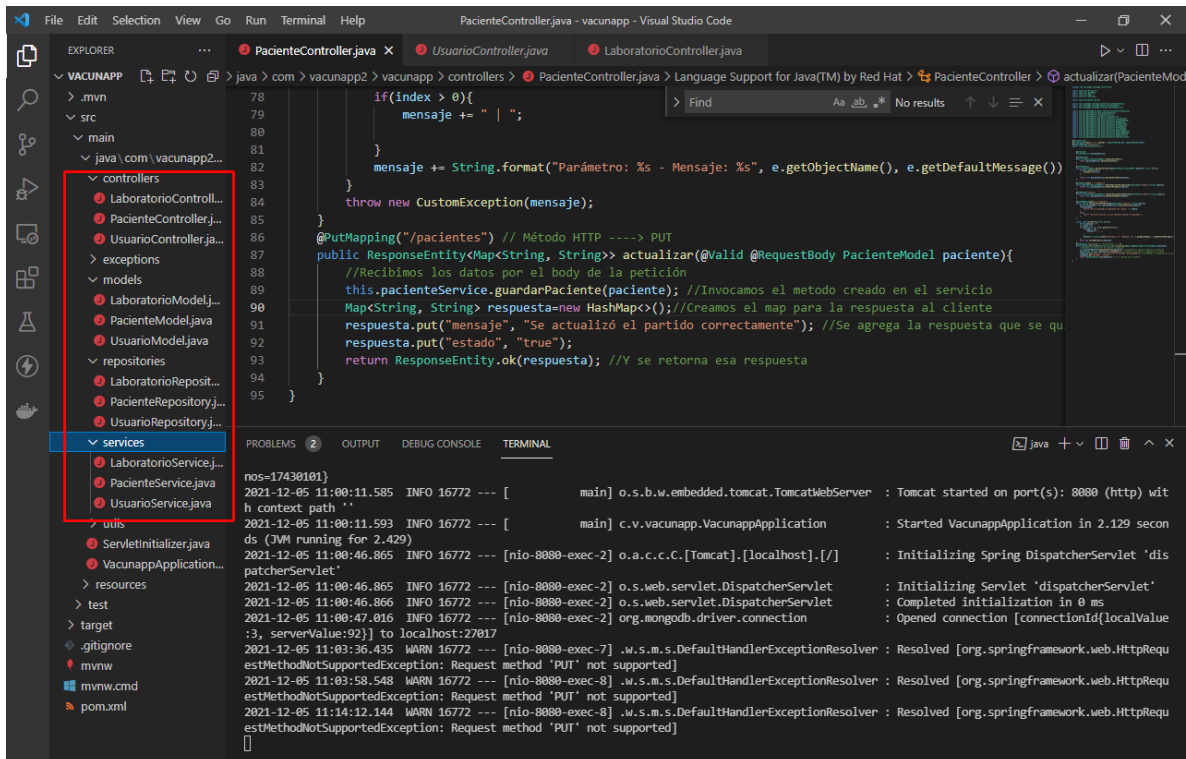 File Edit Selection View Go Run Terminal Help PacienteController.java - vacunapp - Visual Studio Code
EXPLORER ...
PacienteController.java × UsuarioController.java LaboratorioController.java
VACUNAPP
> java > com > vacunapp2 > vacunapp > controllers > PacienteController.java > Language Support for Java(TM) by Red Hat > PacienteController > actualizar(PacienteMod
.mvn
src
main
java\com\vacunapp2...
controllers
LaboratorioControll...
PacienteController.j...
UsuarioController.ja...
exceptions
models
LaboratorioModel.j...
PacienteModel.java
UsuarioModel.java
repositories
LaboratorioReposit...
PacienteRepository.j...
UsuarioRepository.j...
services
LaboratorioService.j...
PacienteService.java
UsuarioService.java
utils
ServletInitializer.java
VacunappApplication...
resources
test
target
.gitignore
mvnw
mvnw.cmd
pom.xml
Find Aa ab .* No results
78 if(index > 0){
79 mensaje += " | ";
80
81 }
82 mensaje += String.format("Parámetro: %s - Mensaje: %s", e.getObjectName(), e.getDefaultMessage())
83 }
84 throw new CustomException(mensaje);
85 }
86 @PutMapping("/pacientes") // Método HTTP ----> PUT
87 public ResponseEntity<Map<String, String>> actualizar(@Valid @RequestBody PacienteModel paciente){
88 //Recibimos los datos por el body de la petición
89 this.pacienteService.guardarPaciente(paciente); //Invocamos el metodo creado en el servicio
90 Map<String, String> respuesta=new HashMap<>();//Creamos el map para la respuesta al cliente
91 respuesta.put("mensaje", "Se actualizó el partido correctamente"); //Se agrega la respuesta que se qu
92 respuesta.put("estado", "true");
93 return ResponseEntity.ok(respuesta); //Y se retorna esa respuesta
94 }
95 }
PROBLEMS 2 OUTPUT DEBUG CONSOLE TERMINAL java
nos=17430101}
2021-12-05 11:00:11.585 INFO 16772 --- [ main] o.s.b.w.embedded.tomcat.TomcatWebServer : Tomcat started on port(s): 8080 (http) wit
h context path ''
2021-12-05 11:00:11.593 INFO 16772 --- [ main] c.v.vacunapp.VacunappApplication : Started VacunappApplication in 2.129 secon
ds (JVM running for 2.429)
2021-12-05 11:00:46.865 INFO 16772 --- [nio-8080-exec-2] o.a.c.c.C.[Tomcat].[localhost].[/] : Initializing Spring DispatcherServlet 'dis
patcherServlet'
2021-12-05 11:00:46.865 INFO 16772 --- [nio-8080-exec-2] o.s.web.servlet.DispatcherServlet : Initializing Servlet 'dispatcherServlet'
2021-12-05 11:00:46.866 INFO 16772 --- [nio-8080-exec-2] o.s.web.servlet.DispatcherServlet : Completed initialization in 0 ms
2021-12-05 11:00:47.016 INFO 16772 --- [nio-8080-exec-2] org.mongodb.driver.connection : Opened connection [connectionId{localValue
:3, serverValue:92}] to localhost:27017
2021-12-05 11:03:36.435 WARN 16772 --- [nio-8080-exec-7] .w.s.m.s.DefaultHandlerExceptionResolver : Resolved [org.springframework.web.HttpRequ
estMethodNotSupportedException: Request method 'PUT' not supported]
2021-12-05 11:03:58.548 WARN 16772 --- [nio-8080-exec-8] .w.s.m.s.DefaultHandlerExceptionResolver : Resolved [org.springframework.web.HttpRequ
estMethodNotSupportedException: Request method 'PUT' not supported]
2021-12-05 11:14:12.144 WARN 16772 --- [nio-8080-exec-8] .w.s.m.s.DefaultHandlerExceptionResolver : Resolved [org.springframework.web.HttpRequ
estMethodNotSupportedException: Request method 'PUT' not supported]